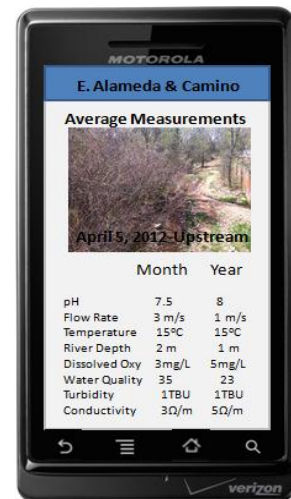 MOTOROLA
E. Alameda & Camino
Average Measurements
April 5, 2012-Upstream
Month Year
pH 7.5 8
Flow Rate 3 m/s 1 m/s
Temperature 15ºC 15ºC
River Depth 2 m 1 m
Dissolved Oxy 3mg/L 5mg/L
Water Quality 35 23
Turbidity 1TBU 1TBU
Conductivity 3Ω/m 5Ω/m
verizon